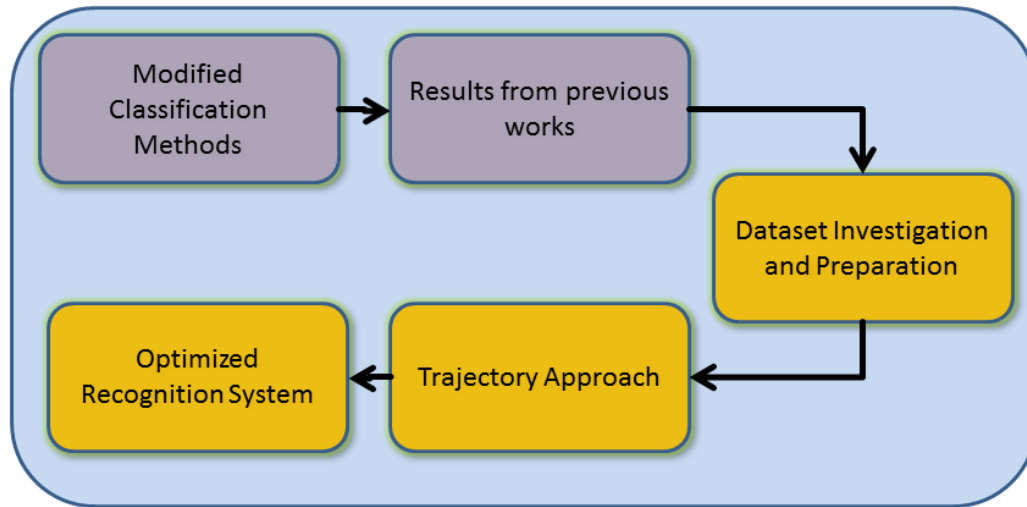 Modified
Classification
Methods
Results from previous
works
Dataset Investigation
and Preparation
Trajectory Approach
Optimized
Recognition System